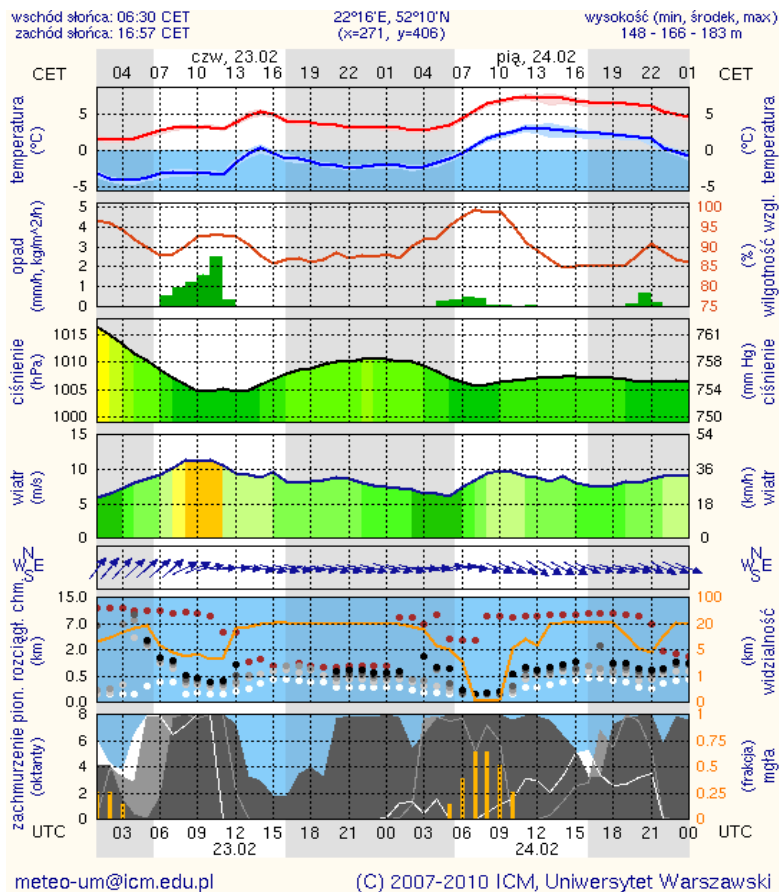 wschód słońca: 06:30 CET
zachód słońca: 16:57 CET
22°16'E, 52°10'N
(x=271, y=406)
wysokość (min, środek, max)
148 - 166 - 183 m
czw, 23.02 pią, 24.02
CET 04 07 10 13 16 19 22 01 04 07 10 13 16 19 22 01 CET
temperatura
(°C)
5
0
-5
5
0
-5
(°C)
temperatura
opad
(mm/h, kg/m^2/h)
5
4
3
2
1
0
100
95
90
85
80
75
(%)
wilgotność wzgl.
ciśnienie
(hPa)
1015
1010
1005
1000
761
758
754
750
(mm Hg)
ciśnienie
wiatr
(m/s)
15
10
5
0
54
36
18
0
(km/h)
wiatr
N
W E
S
N
W E
S
pion. rozciągł. chm.
(km)
15.0
7.0
2.0
0.5
0.0
100
20
5
1
0
(km)
widzialność
zachmurzenie
(oktanty)
8
6
4
2
0
1
0.75
0.5
0.25
0
(frakcja)
mgła
UTC 03 06 09 12 15 18 21 00 03 06 09 12 15 18 21 00 UTC
23.02 24.02
meteo-um@icm.edu.pl
(C) 2007-2010 ICM, Uniwersytet Warszawski